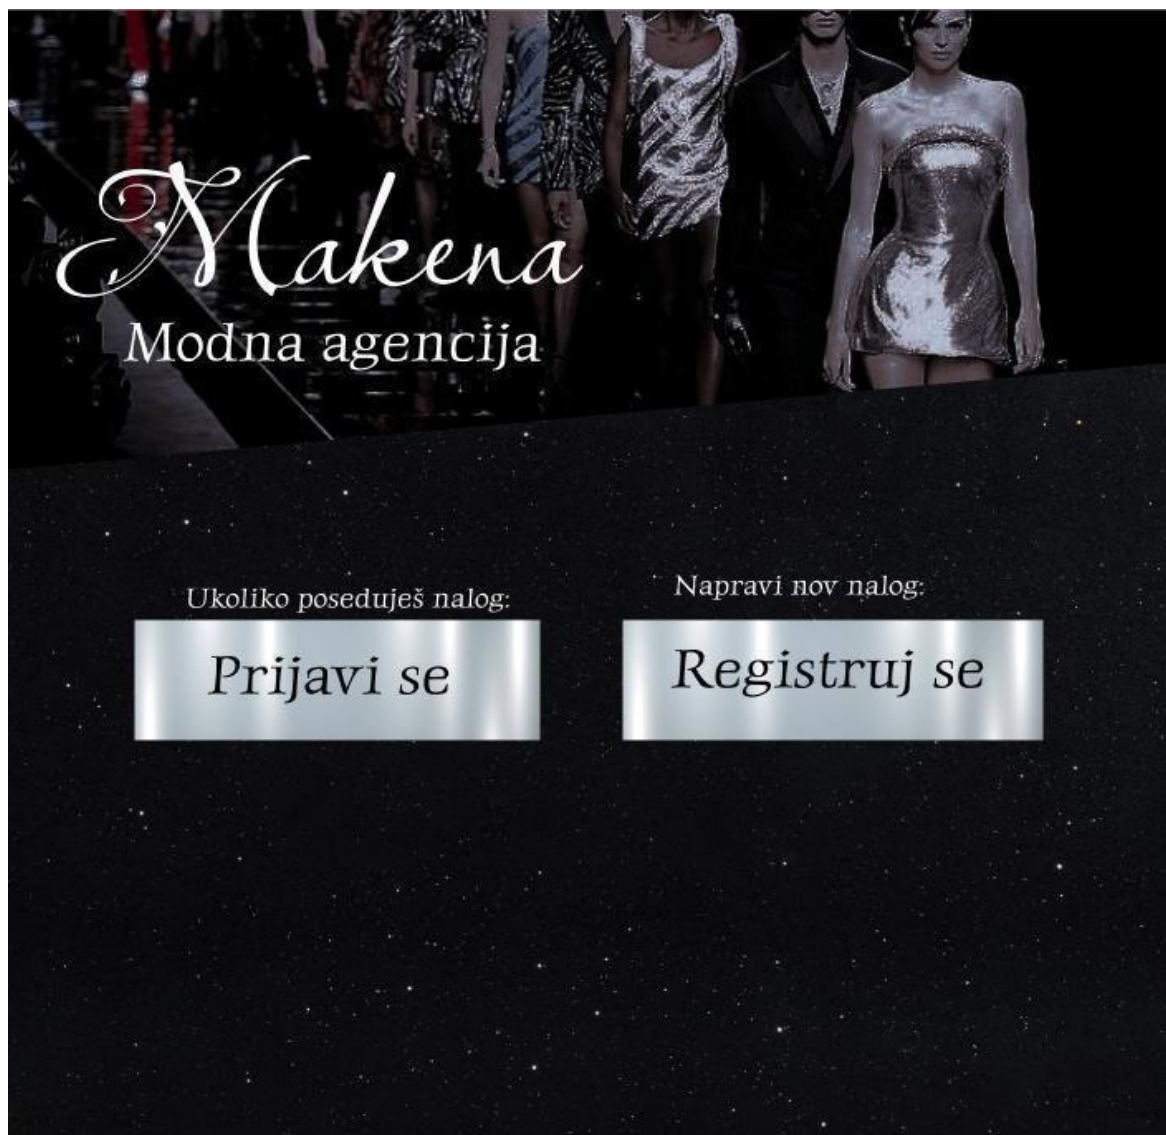 Makena
Modna agencija
Ukoliko poseduješ nalog:
Prijavi se
Napravi nov nalog:
Registruj se